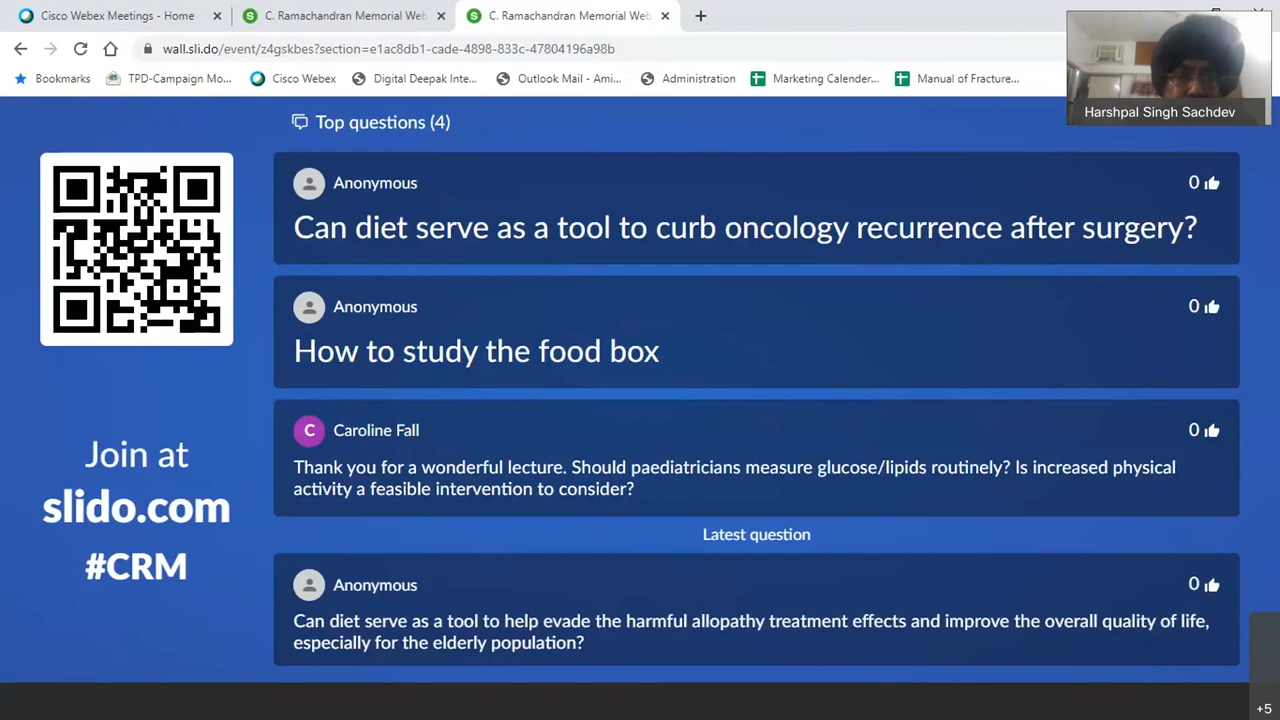 Cisco Webex Meetings - Home
C. Ramachandran Memorial Web
C. Ramachandran Memorial Web
wall.sli.do/event/z4gskbes?section=e1ac8db1-cade-4898-833c-47804196a98b
Bookmarks
TPD-Campaign Mo...
Cisco Webex
Digital Deepak Inte...
Outlook Mail - Ami...
Administration
Marketing Calender...
Manual of Fracture...
Harshpal Singh Sachdev
Top questions (4)
Anonymous
0
Can diet serve as a tool to curb oncology recurrence after surgery?
Anonymous
0
How to study the food box
C
Caroline Fall
0
Thank you for a wonderful lecture. Should paediatricians measure glucose/lipids routinely? Is increased physical
activity a feasible intervention to consider?
Latest question
Anonymous
0
Can diet serve as a tool to help evade the harmful allopathy treatment effects and improve the overall quality of life,
especially for the elderly population?
Join at
slido.com
#CRM
+5